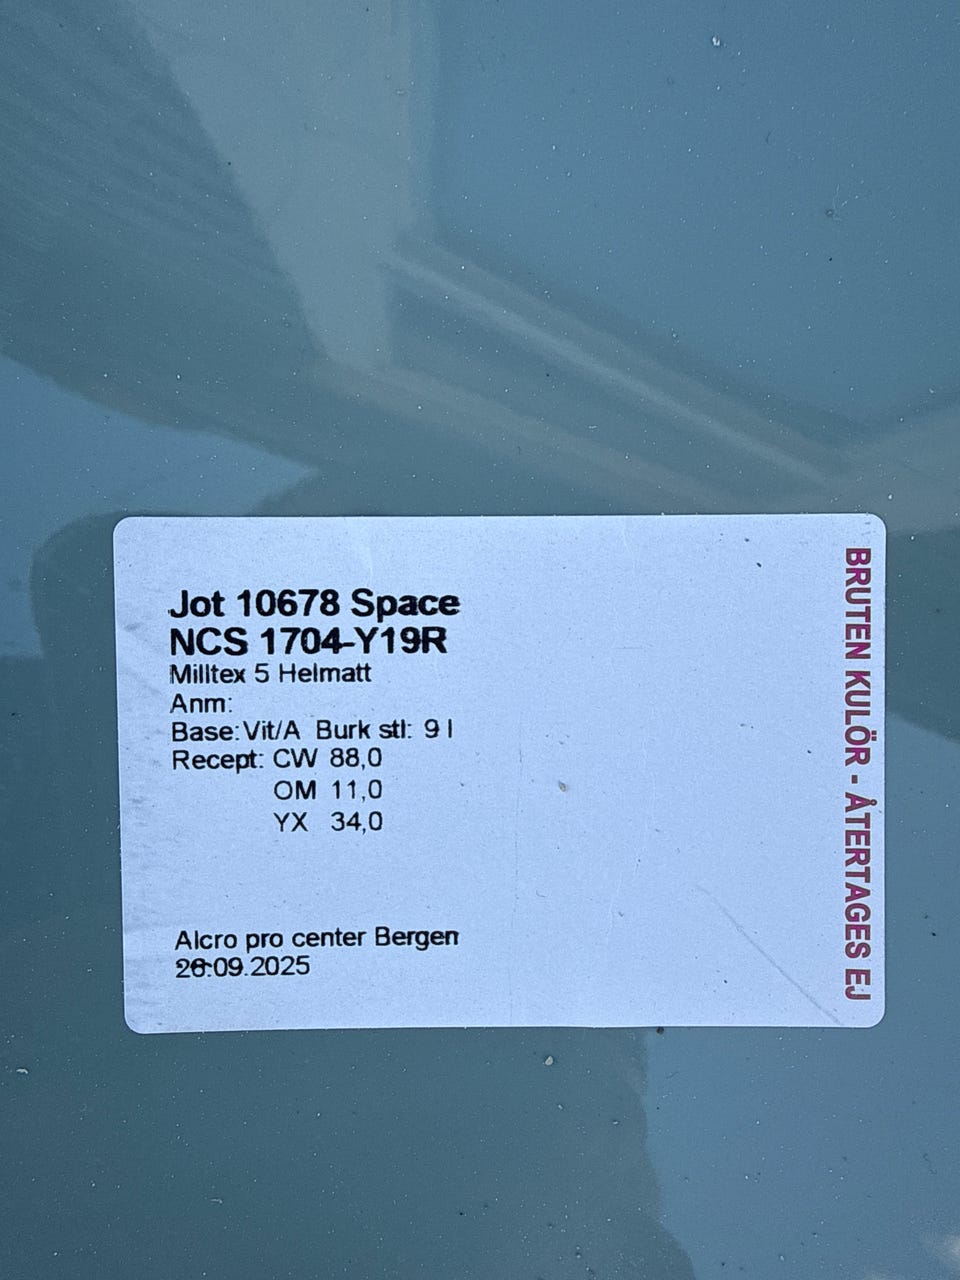 Jot 10678 Space
NCS 1704-Y19R
Milltex 5 Helmatt
Anm:
Base: Vit/A Burk stl: 9 l
Recept: CW 88,0
OM 11,0
YX 34,0
Alcro pro center Bergen
26.09.2025
BRUTEN KULÖR - ÅTERTAGES EJ